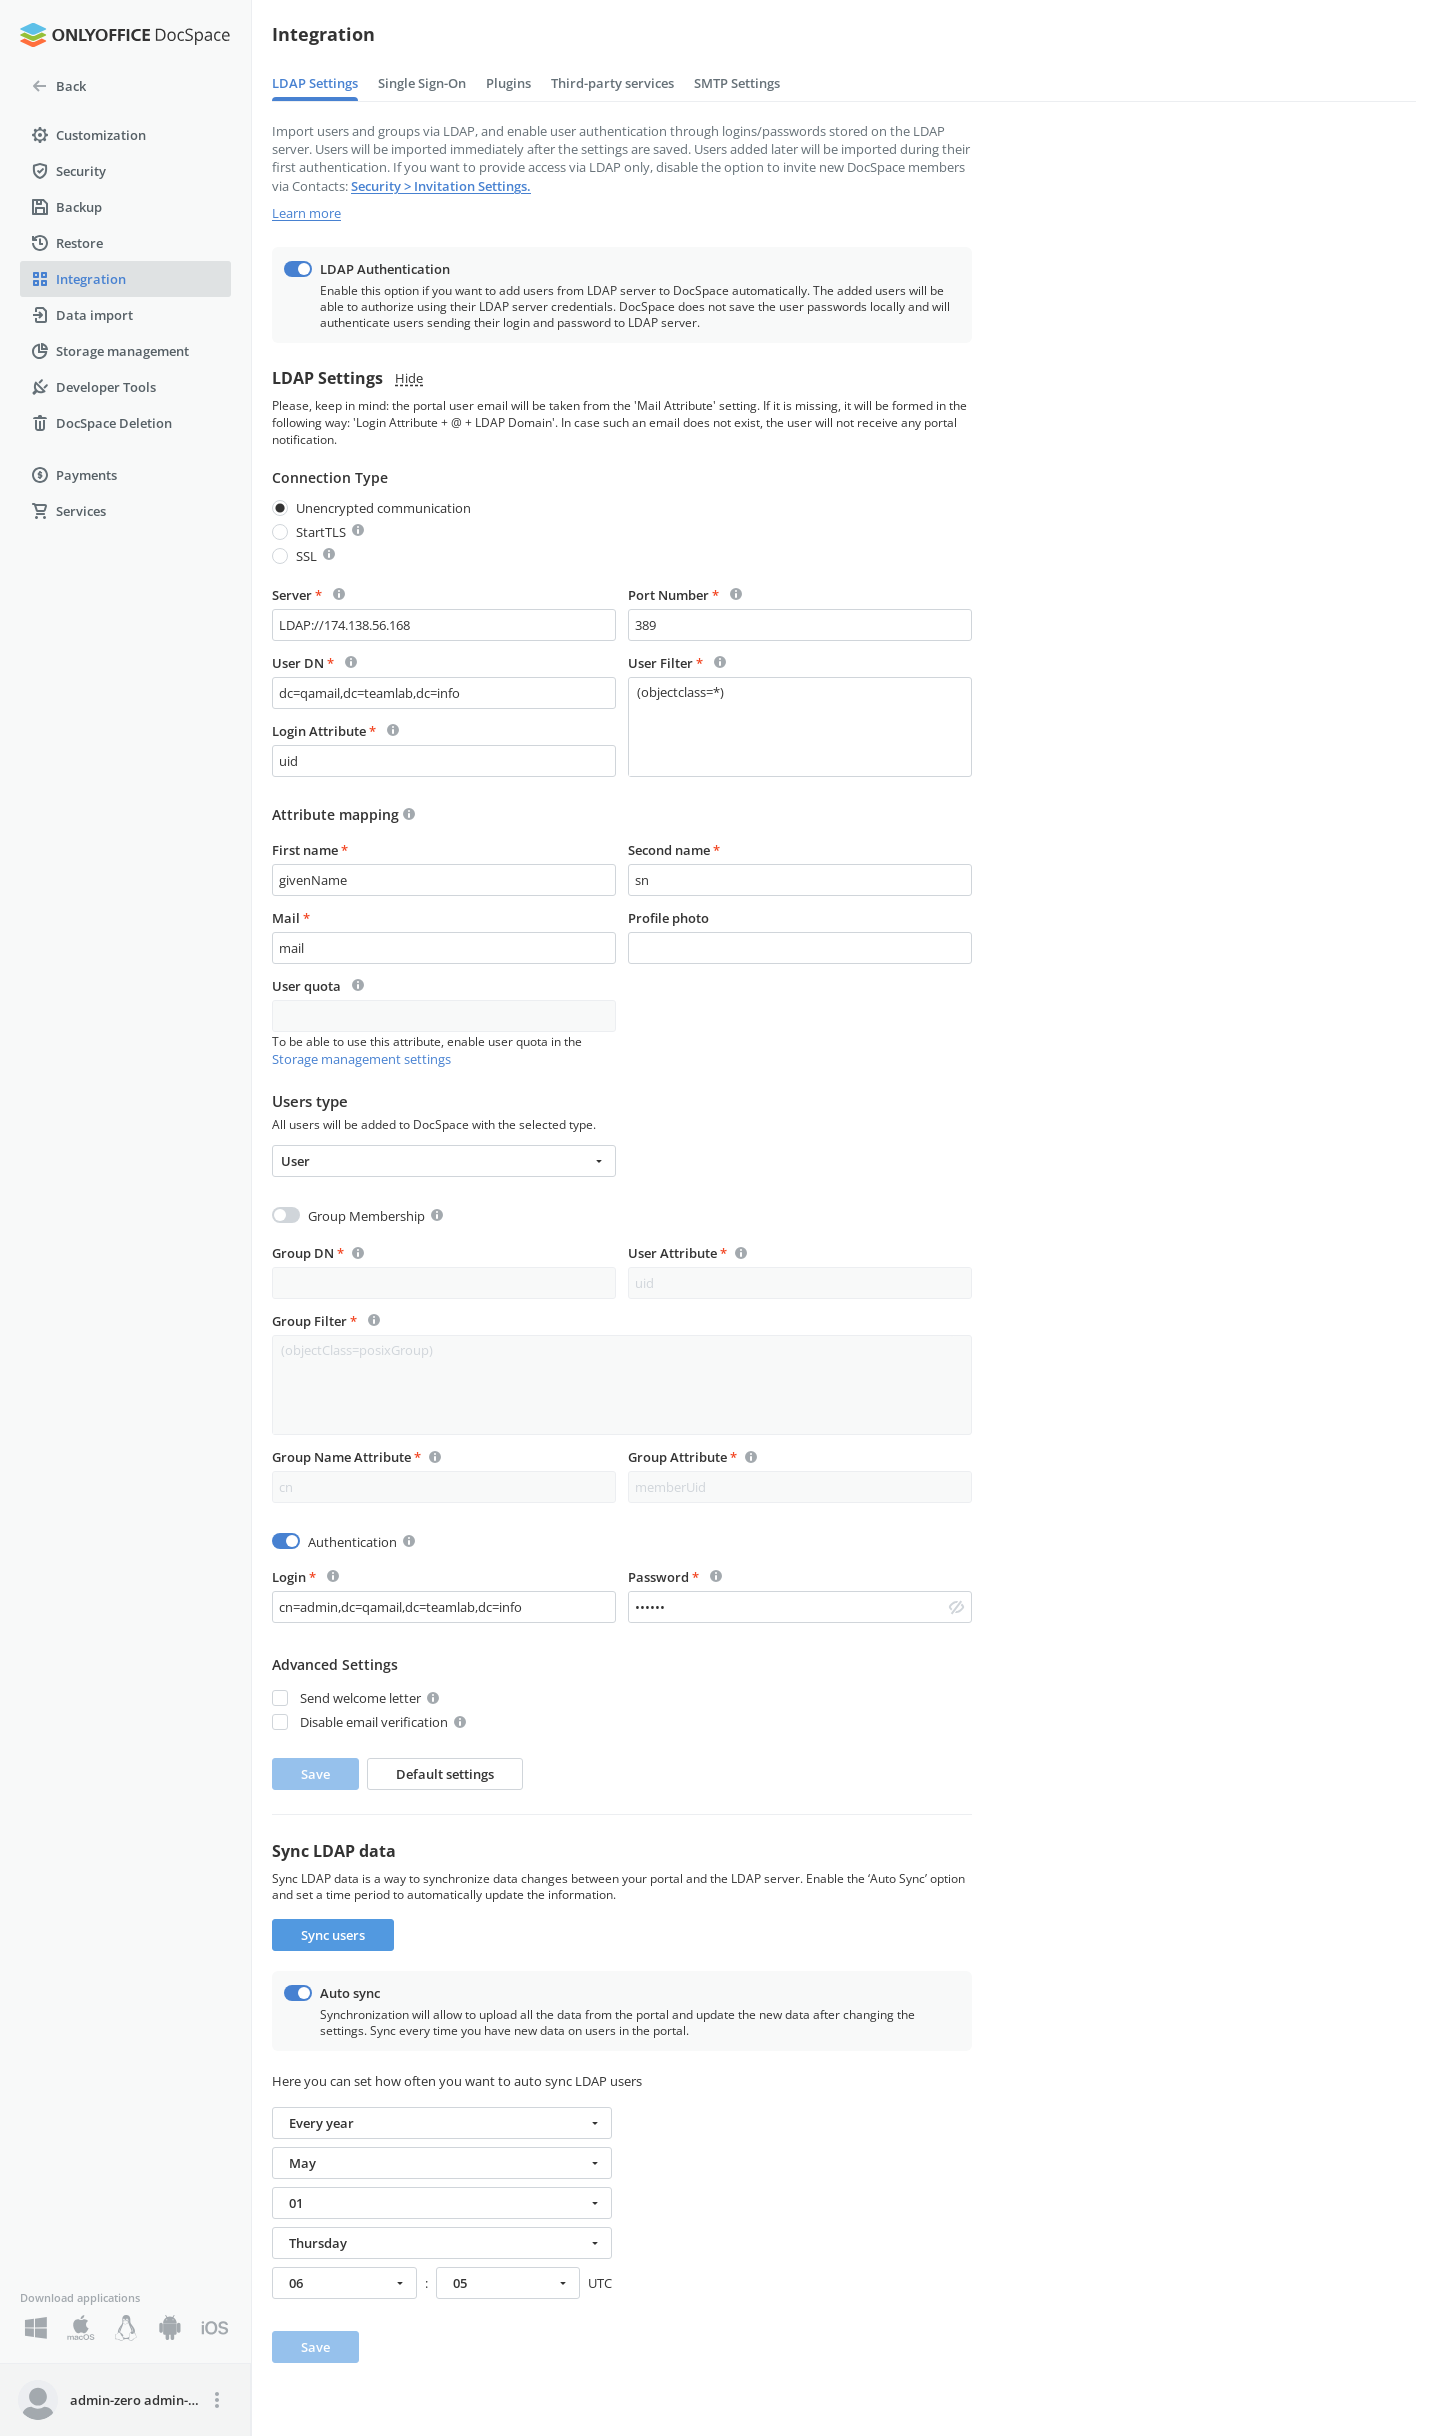 ONLYOFFICE DocSpace
Back
Customization
Security
Backup
Restore
Integration
Data import
Storage management
Developer Tools
DocSpace Deletion
Payments
Services
Download applications
macOS
iOS
admin-zero admin-...
Integration
LDAP Settings Single Sign-On Plugins Third-party services SMTP Settings
Import users and groups via LDAP, and enable user authentication through logins/passwords stored on the LDAP
server. Users will be imported immediately after the settings are saved. Users added later will be imported during their
first authentication. If you want to provide access via LDAP only, disable the option to invite new DocSpace members
via Contacts: Security > Invitation Settings.
Learn more
LDAP Authentication
Enable this option if you want to add users from LDAP server to DocSpace automatically. The added users will be
able to authorize using their LDAP server credentials. DocSpace does not save the user passwords locally and will
authenticate users sending their login and password to LDAP server.
LDAP Settings Hide
Please, keep in mind: the portal user email will be taken from the 'Mail Attribute' setting. If it is missing, it will be formed in the
following way: 'Login Attribute + @ + LDAP Domain'. In case such an email does not exist, the user will not receive any portal
notification.
Connection Type
Unencrypted communication
StartTLS
SSL
Server * Port Number *
LDAP://174.138.56.168 389
User DN * User Filter *
dc=qamail,dc=teamlab,dc=info (objectclass=*)
Login Attribute *
uid
Attribute mapping
First name * Second name *
givenName sn
Mail * Profile photo
mail
User quota
To be able to use this attribute, enable user quota in the
Storage management settings
Users type
All users will be added to DocSpace with the selected type.
User
Group Membership
Group DN * User Attribute *
uid
Group Filter *
(objectClass=posixGroup)
Group Name Attribute * Group Attribute *
cn memberUid
Authentication
Login * Password *
cn=admin,dc=qamail,dc=teamlab,dc=info ••••••
Advanced Settings
Send welcome letter
Disable email verification
Save Default settings
Sync LDAP data
Sync LDAP data is a way to synchronize data changes between your portal and the LDAP server. Enable the ‘Auto Sync’ option
and set a time period to automatically update the information.
Sync users
Auto sync
Synchronization will allow to upload all the data from the portal and update the new data after changing the
settings. Sync every time you have new data on users in the portal.
Here you can set how often you want to auto sync LDAP users
Every year
May
01
Thursday
06 : 05 UTC
Save